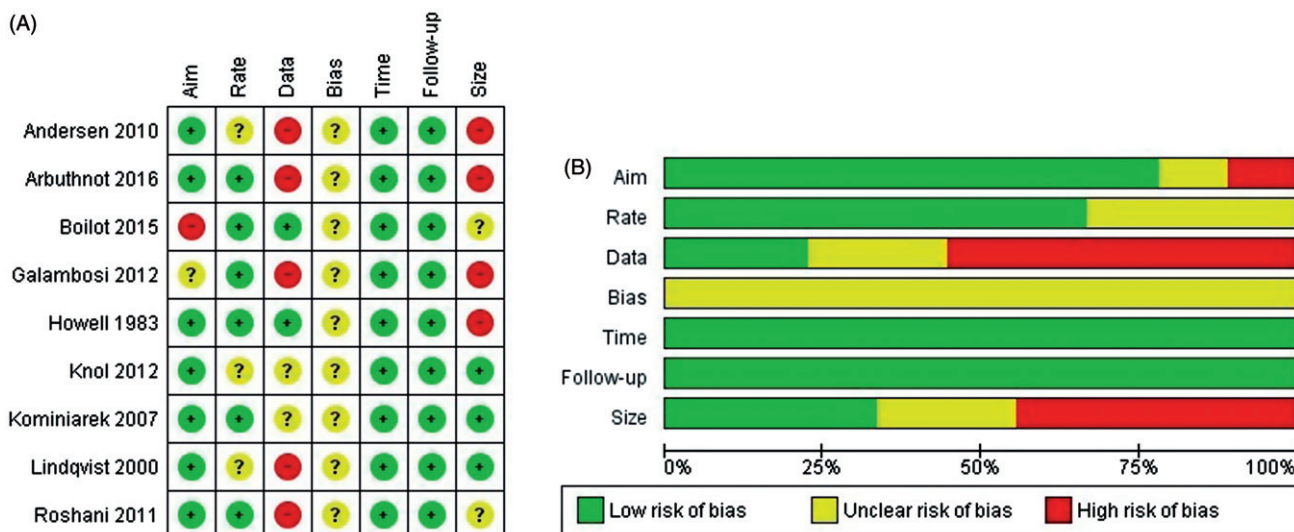 (A)
Aim Rate Data Bias Time Follow-up Size
Andersen 2010 + ? - ? + + -
Arbuthnot 2016 + + - ? + + -
Boilot 2015 - + + ? + + ?
Galambosi 2012 ? + - ? + + -
Howell 1983 + + + ? + + -
Knol 2012 + ? ? ? + + +
Kominiarek 2007 + + ? ? + + +
Lindqvist 2000 + ? - ? + + +
Roshani 2011 + + - ? + + ?
(B)
Aim
Rate
Data
Bias
Time
Follow-up
Size
0% 25% 50% 75% 100%
Low risk of bias Unclear risk of bias High risk of bias